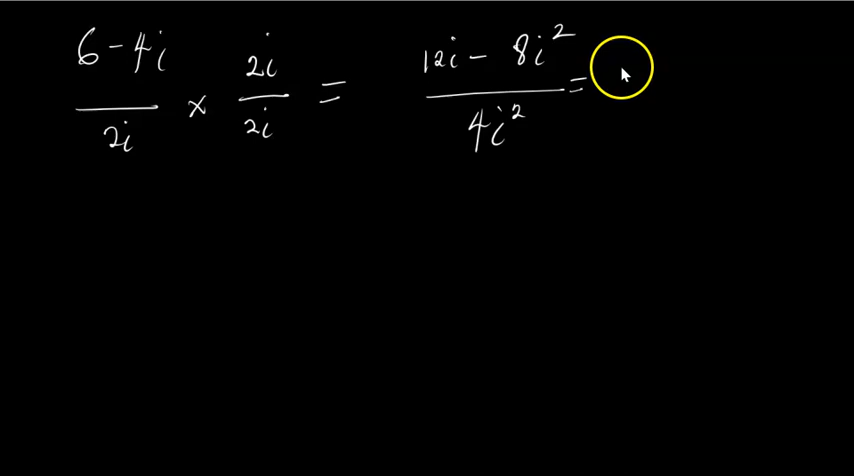 6 - 4i / 2i × 2i / 2i = 12i - 8i² / 4i² =